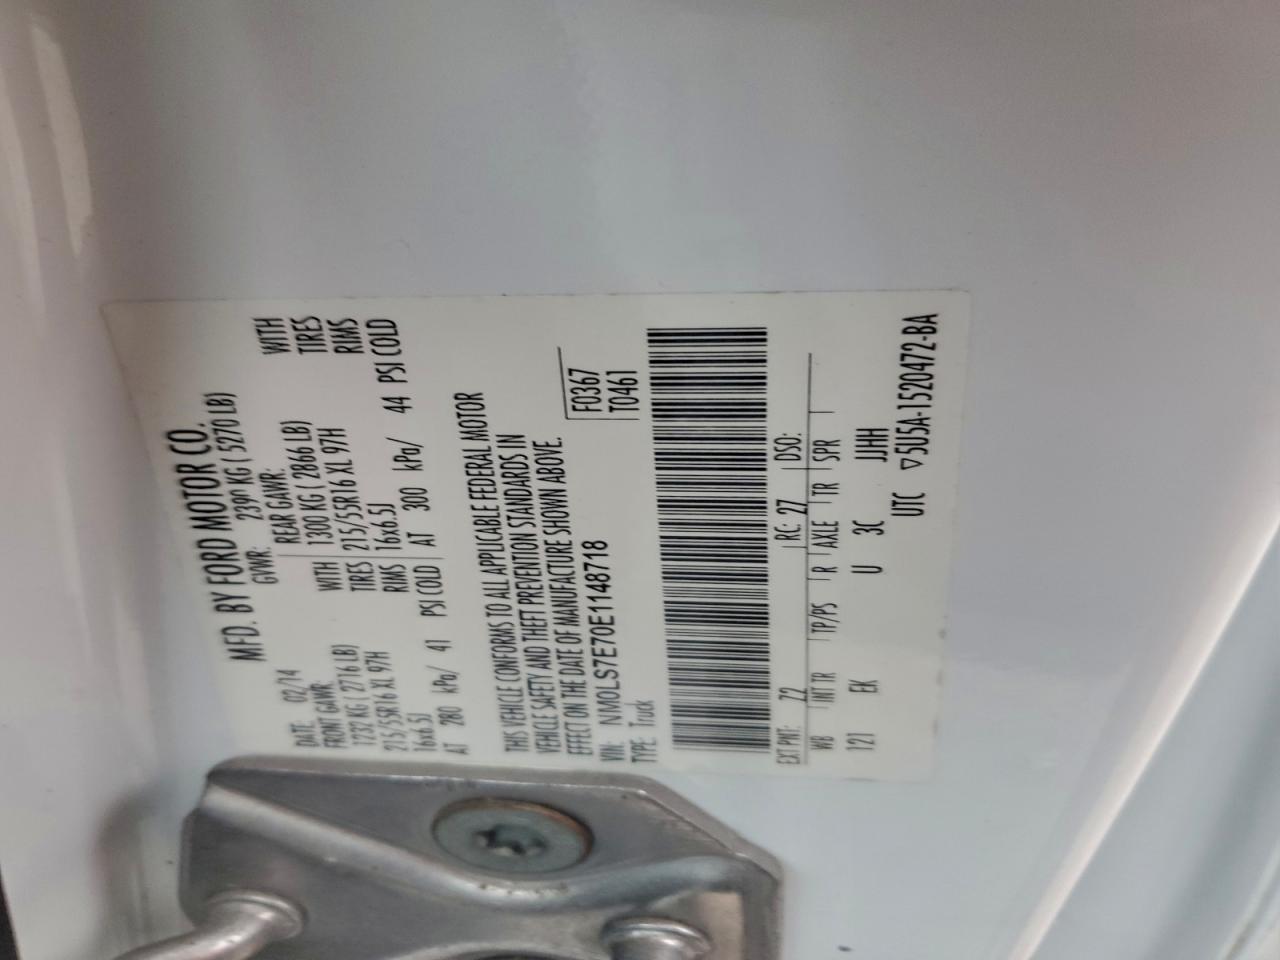 MFD. BY FORD MOTOR CO.
DATE: 02/14 GVWR: 2390 KG ( 5270 LB)
FRONT GAWR: REAR GAWR: WITH
1232 KG ( 2716 LB) WITH 1300 KG ( 2866 LB) TIRES
215/55R16 XL 97H TIRES 215/55R16 XL 97H RIMS
16x6.5J RIMS 16x6.5J
AT 280 kPa/ 41 PSI COLD AT 300 kPa/ 44 PSI COLD
THIS VEHICLE CONFORMS TO ALL APPLICABLE FEDERAL MOTOR
VEHICLE SAFETY AND THEFT PREVENTION STANDARDS IN
EFFECT ON THE DATE OF MANUFACTURE SHOWN ABOVE.
VIN: NM0LS7E70E1148718 F0367
TYPE: Truck T0461
EXT PNT: Z2 RC: 27 DSO:
WB INT TR TP/PS R AXLE TR SPR
121 EK U 3C JJHH
UTC ▽5U5A-1520472-BA